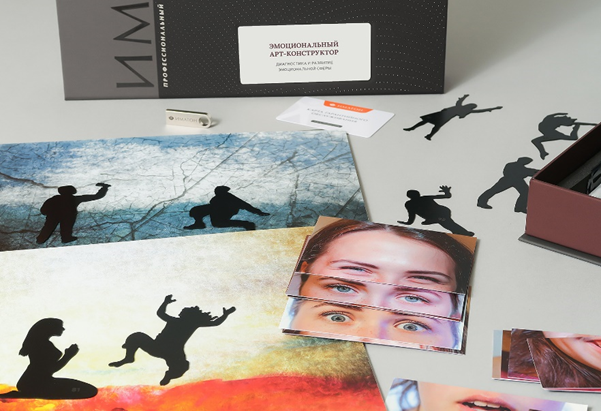 ИМ
ПРОФЕССИОНАЛЬНЫЙ
ЭМОЦИОНАЛЬНЫЙ
АРТ-КОНСТРУКТОР
ДИАГНОСТИКА И РАЗВИТИЕ
ЭМОЦИОНАЛЬНОЙ СФЕРЫ